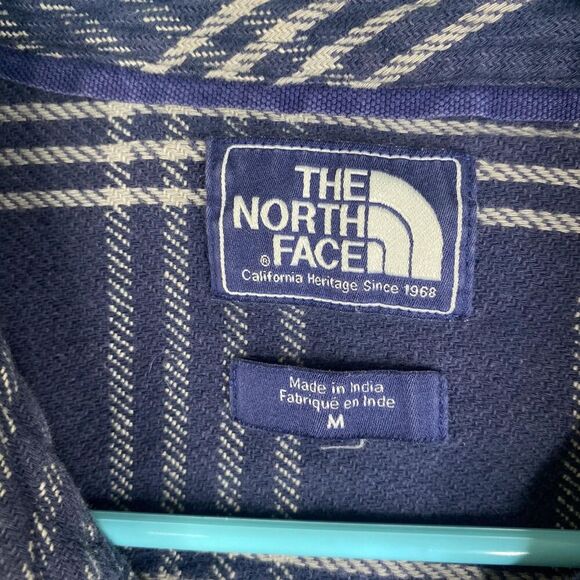 THE
NORTH
FACE
®
California Heritage Since 1968
Made in India
Fabriqué en Inde
M